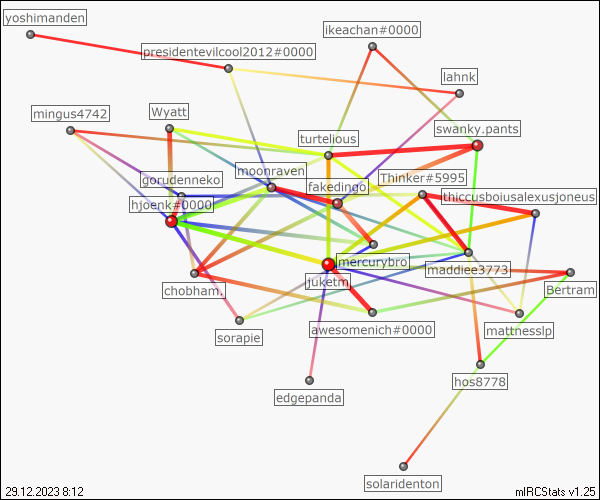 yoshimanden
ikeachan#0000
presidentevilcool2012#0000
lahnk
mingus4742
Wyatt
swanky.pants
turtelious
moonraven
Thinker#5995
gorudenneko
fakedingo
thiccusboiusalexusjoneus
hjoenk#0000
mercurybro
maddiee3773
juketm
chobham.
Bertram
sorapie
awesomenich#0000
mattnesslp
hos8778
edgepanda
solaridenton
29.12.2023 8:12
mIRCStats v1.25